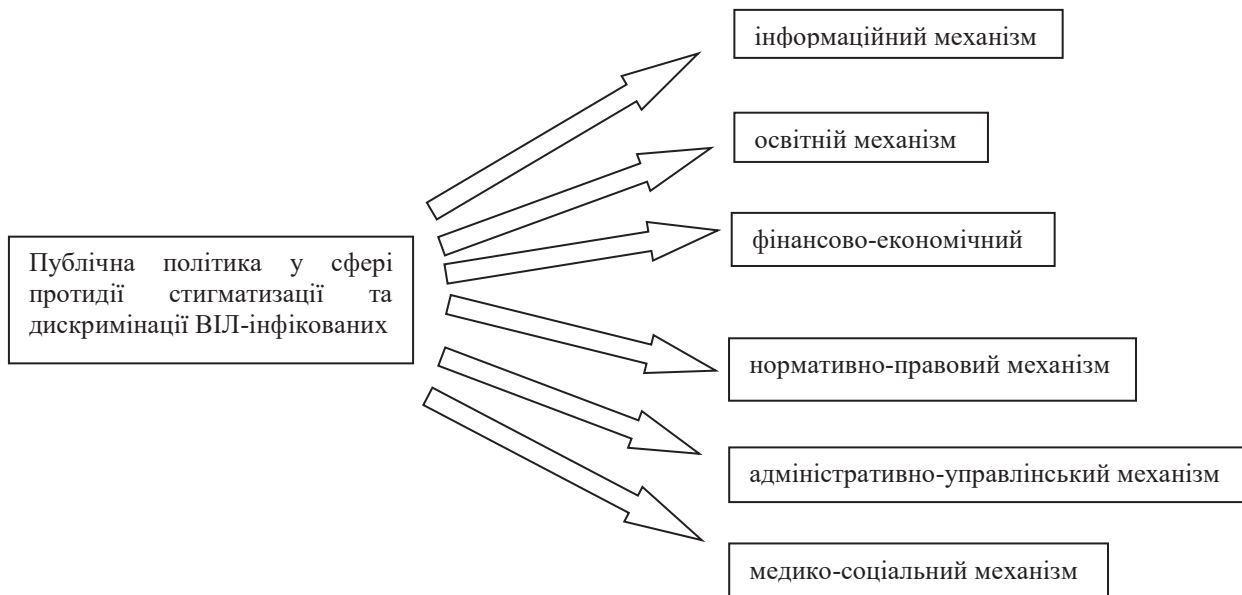 інформаційний механізм
освітній механізм
фінансово-економічний
Публічна політика у сфері
протидії стигматизації та
дискримінації ВІЛ-інфікованих
нормативно-правовий механізм
адміністративно-управлінський механізм
медико-соціальний механізм